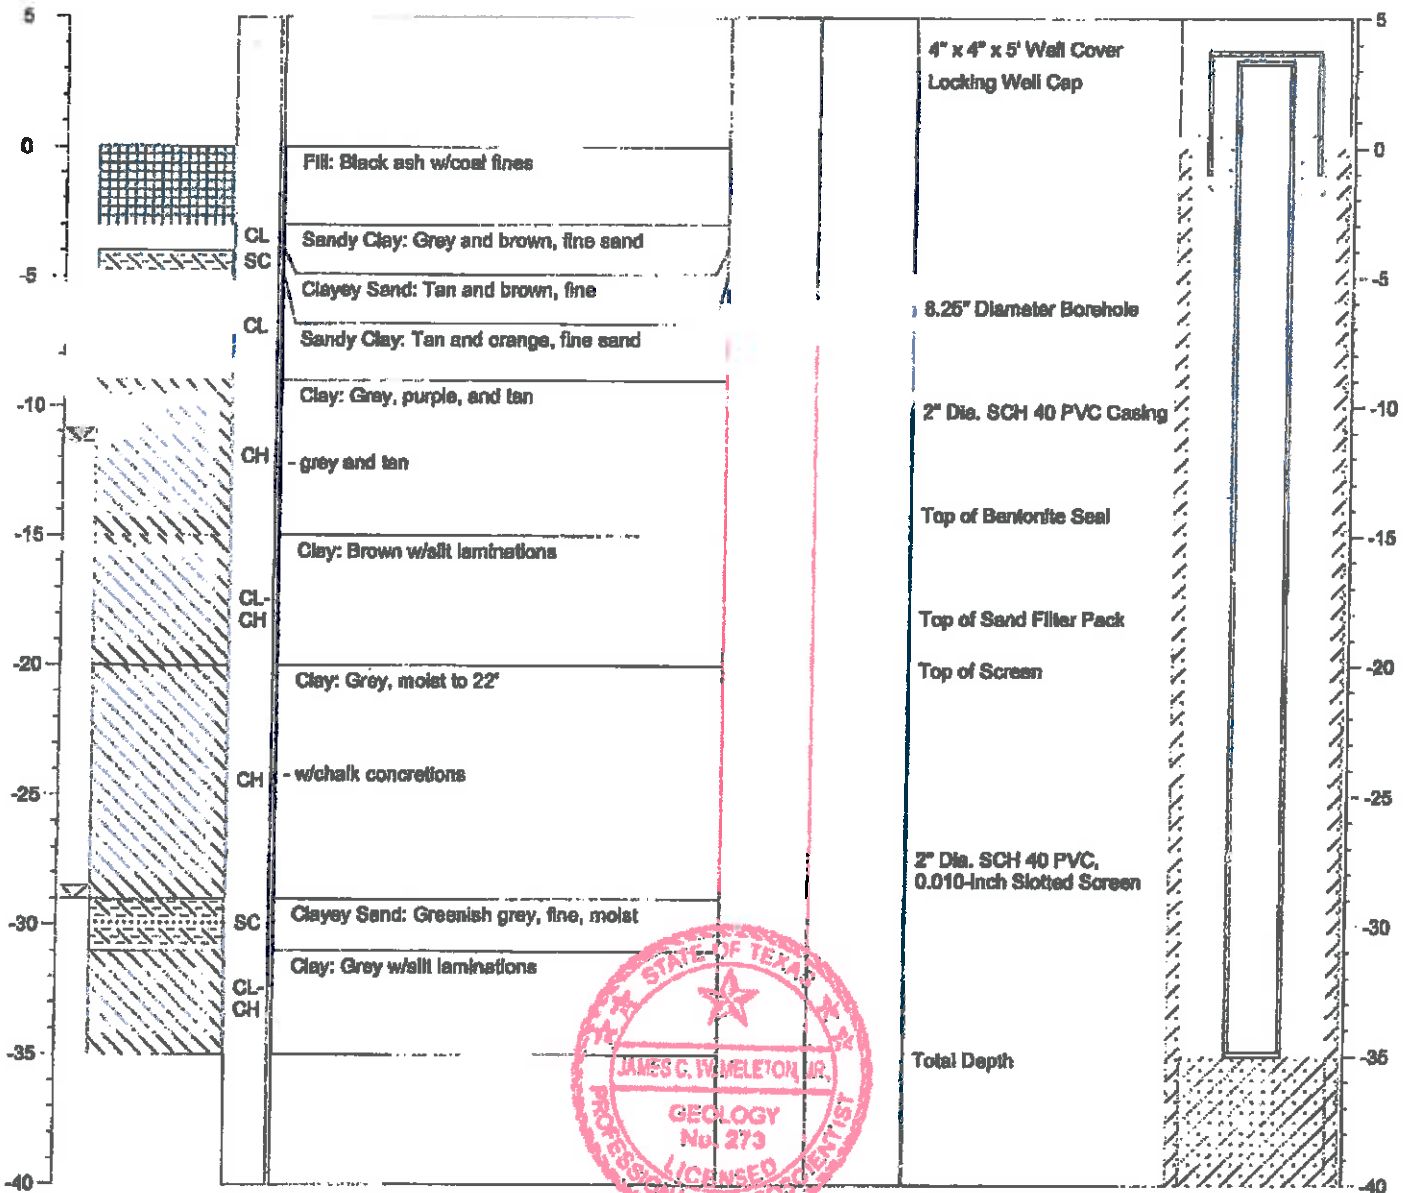 5
0
-5
-10
-15
-20
-25
-30
-35
-40
CL
SC
CL
CH
CL-
CH
CH
SC
CL-
CH
Fill: Black ash w/coal fines
Sandy Clay: Grey and brown, fine sand
Clayey Sand: Tan and brown, fine
Sandy Clay: Tan and orange, fine sand
Clay: Grey, purple, and tan
- grey and tan
Clay: Brown w/silt laminations
Clay: Grey, moist to 22'
- w/chalk concretions
Clayey Sand: Greenish grey, fine, moist
Clay: Grey w/silt laminations
4" x 4" x 5' Well Cover
Locking Well Cap
8.25" Diameter Borehole
2" Dia. SCH 40 PVC Casing
Top of Bentonite Seal
Top of Sand Filter Pack
Top of Screen
2" Dia. SCH 40 PVC,
0.010-Inch Slotted Screen
Total Depth
5
0
-5
-10
-15
-20
-25
-30
-35
-40
STATE OF TEXAS
JAMES C. JR.
GEOLOGY
No. 273
LICENSED